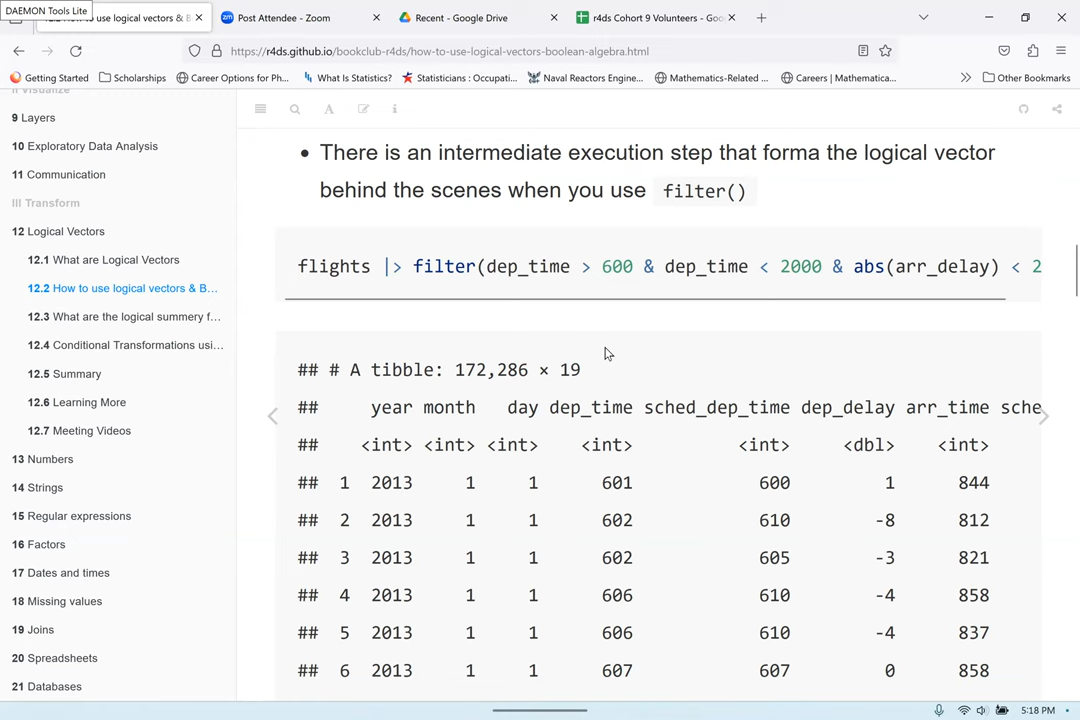 DAEMON Tools Lite
Post Attendee - Zoom
Recent - Google Drive
r4ds Cohort 9 Volunteers - Goo
https://r4ds.github.io/bookclub-r4ds/how-to-use-logical-vectors-boolean-algebra.html
Getting Started
Scholarships
Career Options for Ph...
What Is Statistics?
Statisticians : Occupati...
Naval Reactors Engine...
Mathematics-Related ...
Careers | Mathematica...
Other Bookmarks
II Visualize
9 Layers
10 Exploratory Data Analysis
11 Communication
III Transform
12 Logical Vectors
12.1 What are Logical Vectors
12.2 How to use logical vectors & B...
12.3 What are the logical summery f...
12.4 Conditional Transformations usi...
12.5 Summary
12.6 Learning More
12.7 Meeting Videos
13 Numbers
14 Strings
15 Regular expressions
16 Factors
17 Dates and times
18 Missing values
19 Joins
20 Spreadsheets
21 Databases
• There is an intermediate execution step that forma the logical vector
behind the scenes when you use filter()
flights |> filter(dep_time > 600 & dep_time < 2000 & abs(arr_delay) < 2
## # A tibble: 172,286 × 19
## year month day dep_time sched_dep_time dep_delay arr_time sche
## <int> <int> <int> <int> <int> <dbl> <int>
## 1 2013 1 1 601 600 1 844
## 2 2013 1 1 602 610 -8 812
## 3 2013 1 1 602 605 -3 821
## 4 2013 1 1 606 610 -4 858
## 5 2013 1 1 606 610 -4 837
## 6 2013 1 1 607 607 0 858
5:18 PM